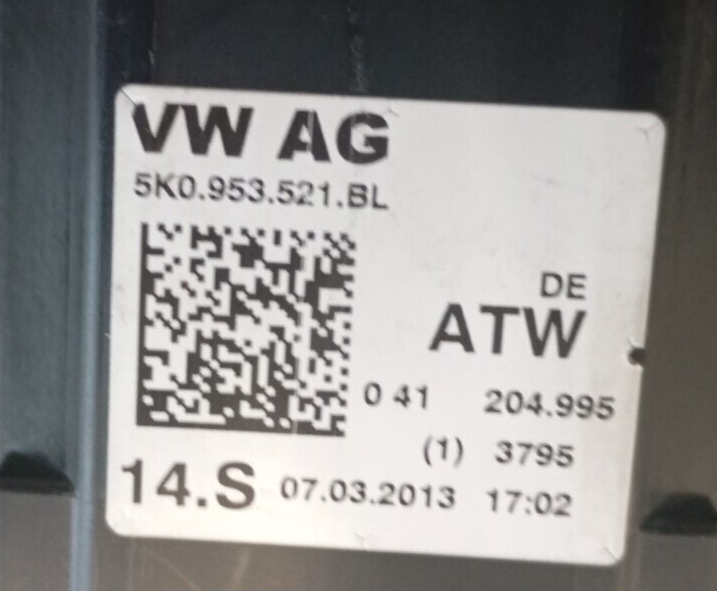 VW AG
5K0.953.521.BL
DE
ATW
0 41 204.995
(1) 3795
14.S 07.03.2013 17:02